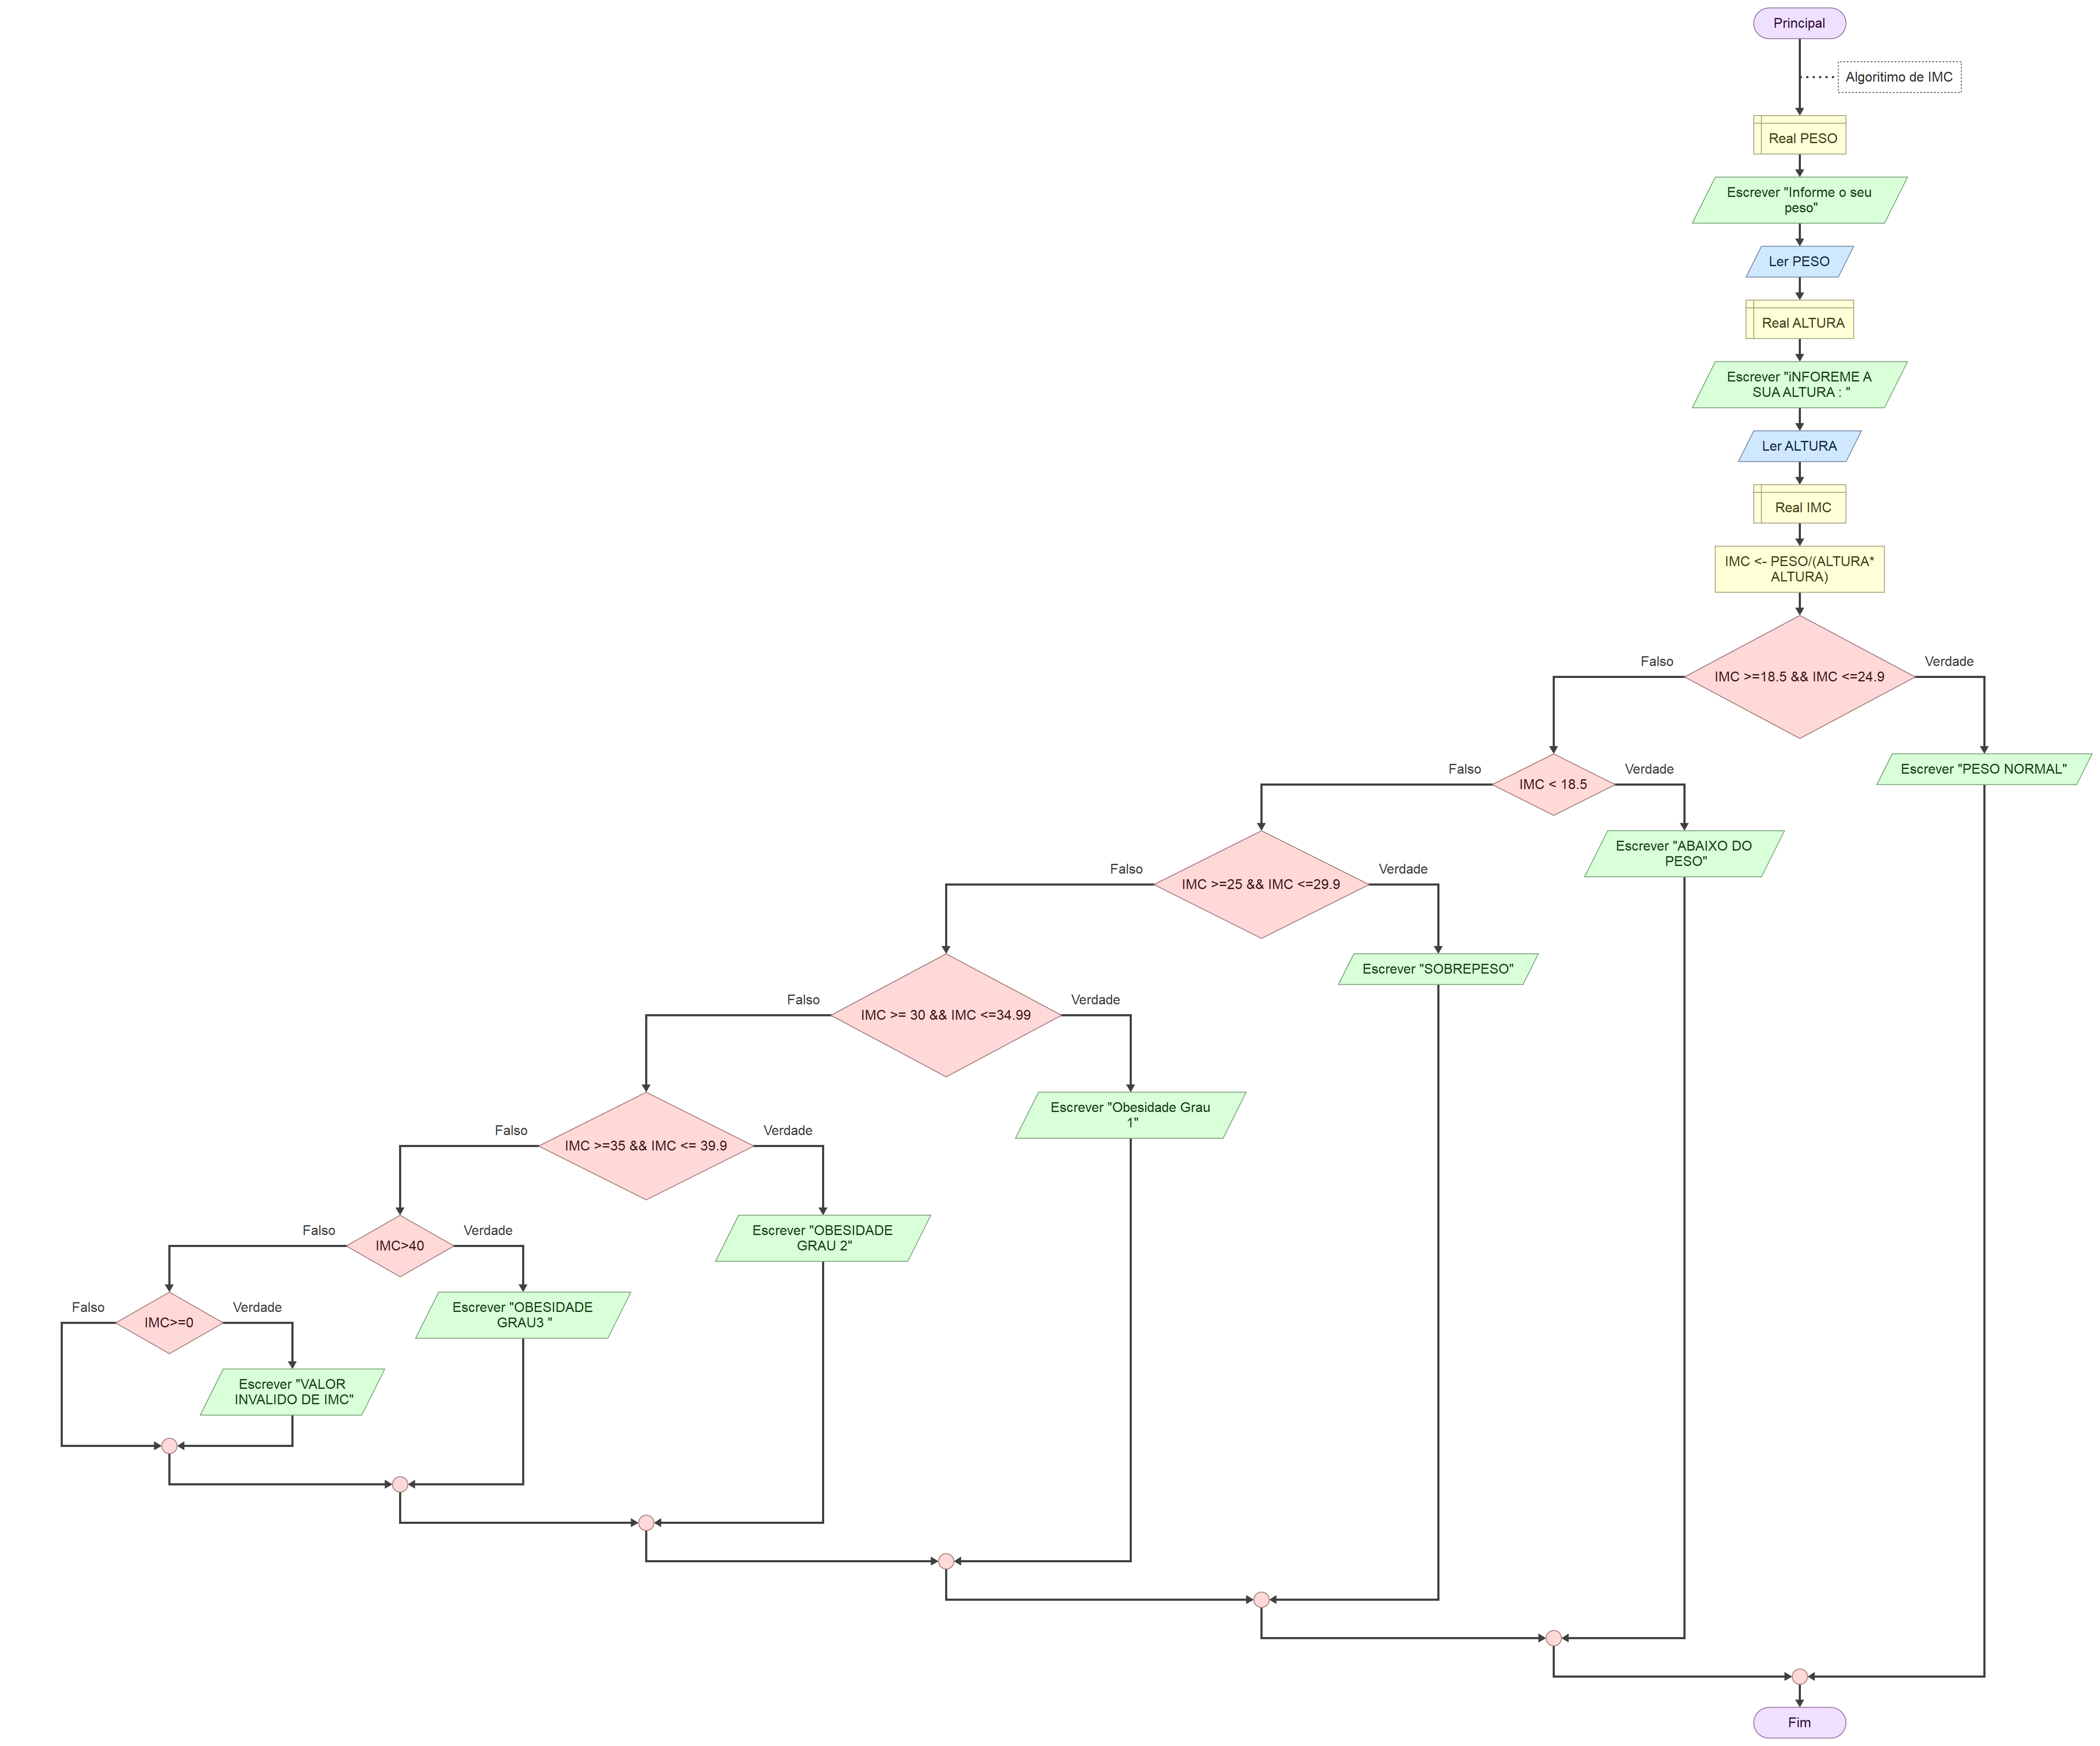 Principal
Algoritimo de IMC
Real PESO
Escrever "Informe o seu
peso"
Ler PESO
Real ALTURA
Escrever "iNFOREME A
SUA ALTURA : "
Ler ALTURA
Real IMC
IMC <- PESO/(ALTURA*
ALTURA)
Falso
Verdade
IMC >=18.5 && IMC <=24.9
Escrever "PESO NORMAL"
Falso
Verdade
IMC < 18.5
Escrever "ABAIXO DO
PESO"
Falso
Verdade
IMC >=25 && IMC <=29.9
Escrever "SOBREPESO"
Falso
Verdade
IMC >= 30 && IMC <=34.99
Escrever "Obesidade Grau
1"
Falso
Verdade
IMC >=35 && IMC <= 39.9
Escrever "OBESIDADE
GRAU 2"
Falso
Verdade
IMC>40
Escrever "OBESIDADE
GRAU3 "
Falso
Verdade
IMC>=0
Escrever "VALOR
INVALIDO DE IMC"
Fim